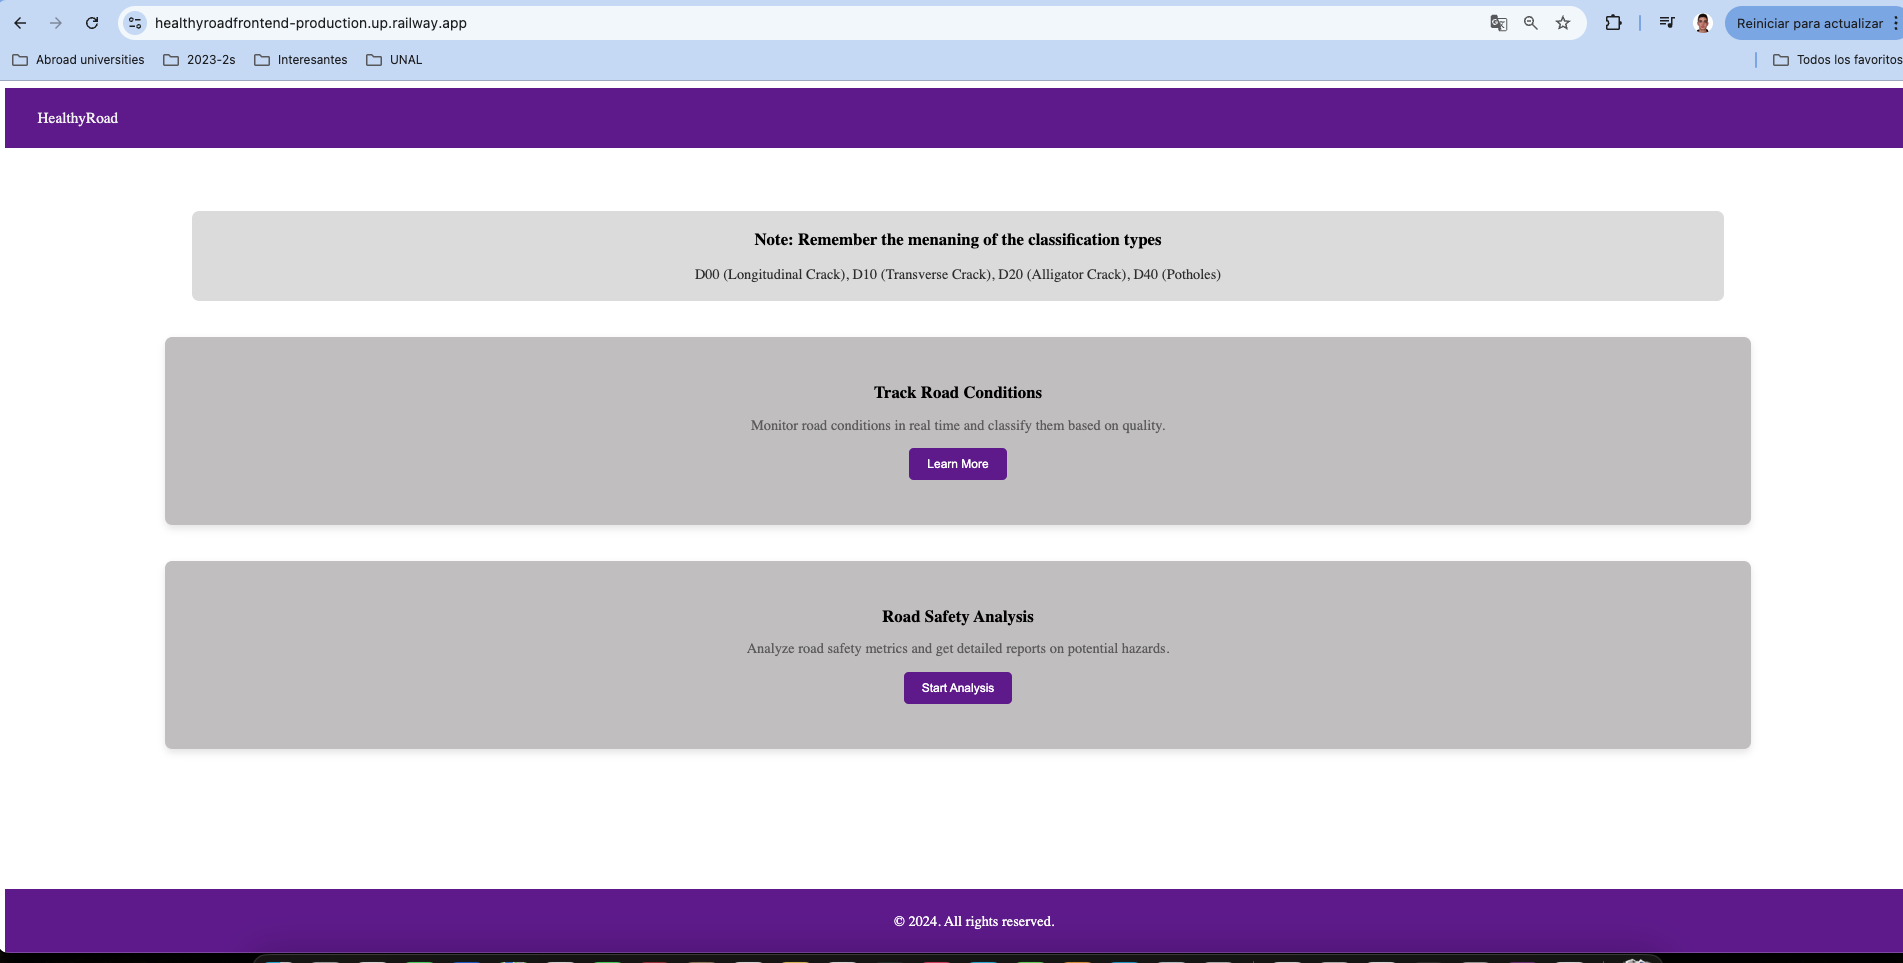 healthyroadfrontend-production.up.railway.app
Reiniciar para actualizar
Abroad universities
2023-2s
Interesantes
UNAL
Todos los favoritos
HealthyRoad
Note: Remember the menaning of the classification types
D00 (Longitudinal Crack), D10 (Transverse Crack), D20 (Alligator Crack), D40 (Potholes)
Track Road Conditions
Monitor road conditions in real time and classify them based on quality.
Learn More
Road Safety Analysis
Analyze road safety metrics and get detailed reports on potential hazards.
Start Analysis
© 2024. All rights reserved.